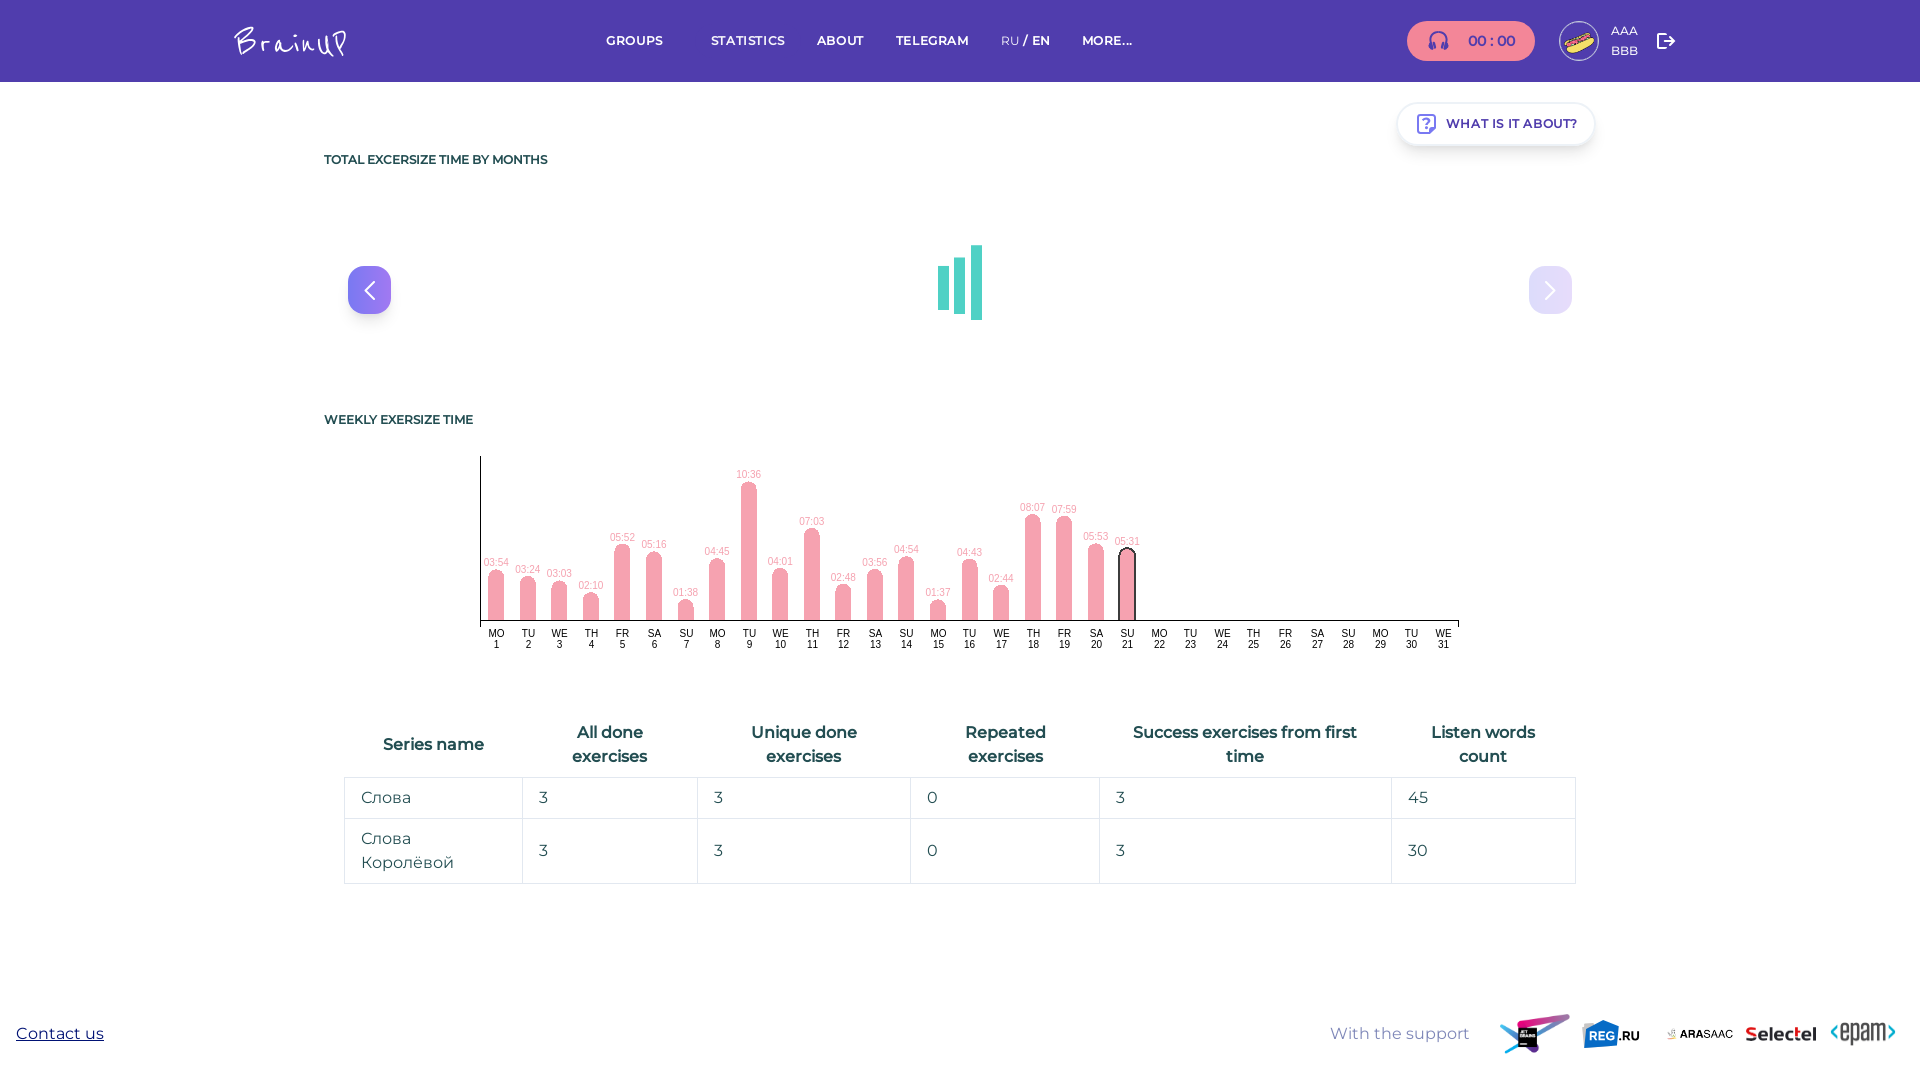 BrainUP
GROUPS STATISTICS ABOUT TELEGRAM RU / EN MORE...
00 : 00
AAA
BBB
WHAT IS IT ABOUT?
TOTAL EXCERSIZE TIME BY MONTHS
WEEKLY EXERSIZE TIME
03:54 03:24 03:03 02:10 05:52 05:16 01:38 04:45 10:36 04:01 07:03 02:48 03:56 04:54 01:37 04:43 02:44 08:07 07:59 05:53 05:31
MO TU WE TH FR SA SU MO TU WE TH FR SA SU MO TU WE TH FR SA SU MO TU WE TH FR SA SU MO TU WE
1 2 3 4 5 6 7 8 9 10 11 12 13 14 15 16 17 18 19 20 21 22 23 24 25 26 27 28 29 30 31
Series name All done exercises Unique done exercises Repeated exercises Success exercises from first time Listen words count
Слова 3 3 0 3 45
Слова Королёвой 3 3 0 3 30
Contact us
With the support
JET BRAINS
REG.RU
ARASAAC
Selectel
<epam>